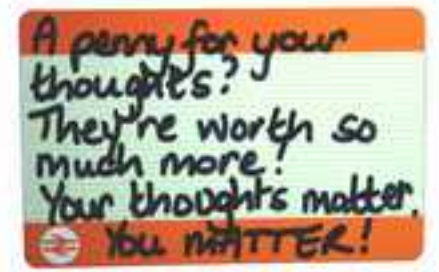 A penny for your
thoughts?
They're worth so
much more!
Your thoughts matter.
YOU MATTER!